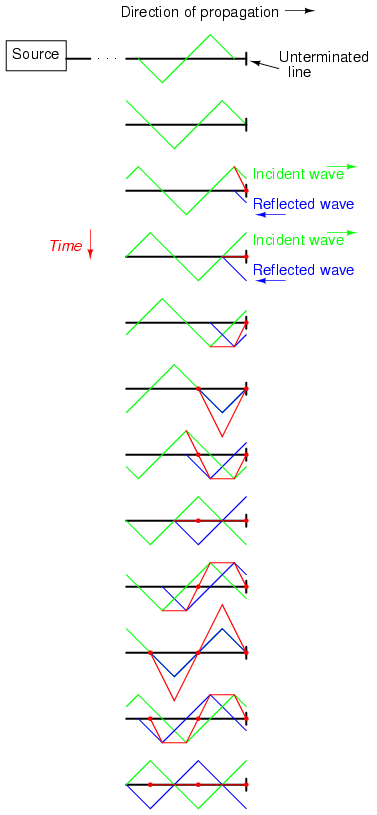 Direction of propagation
Source
. . .
Unterminated
line
Incident wave
Reflected wave
Time
Incident wave
Reflected wave